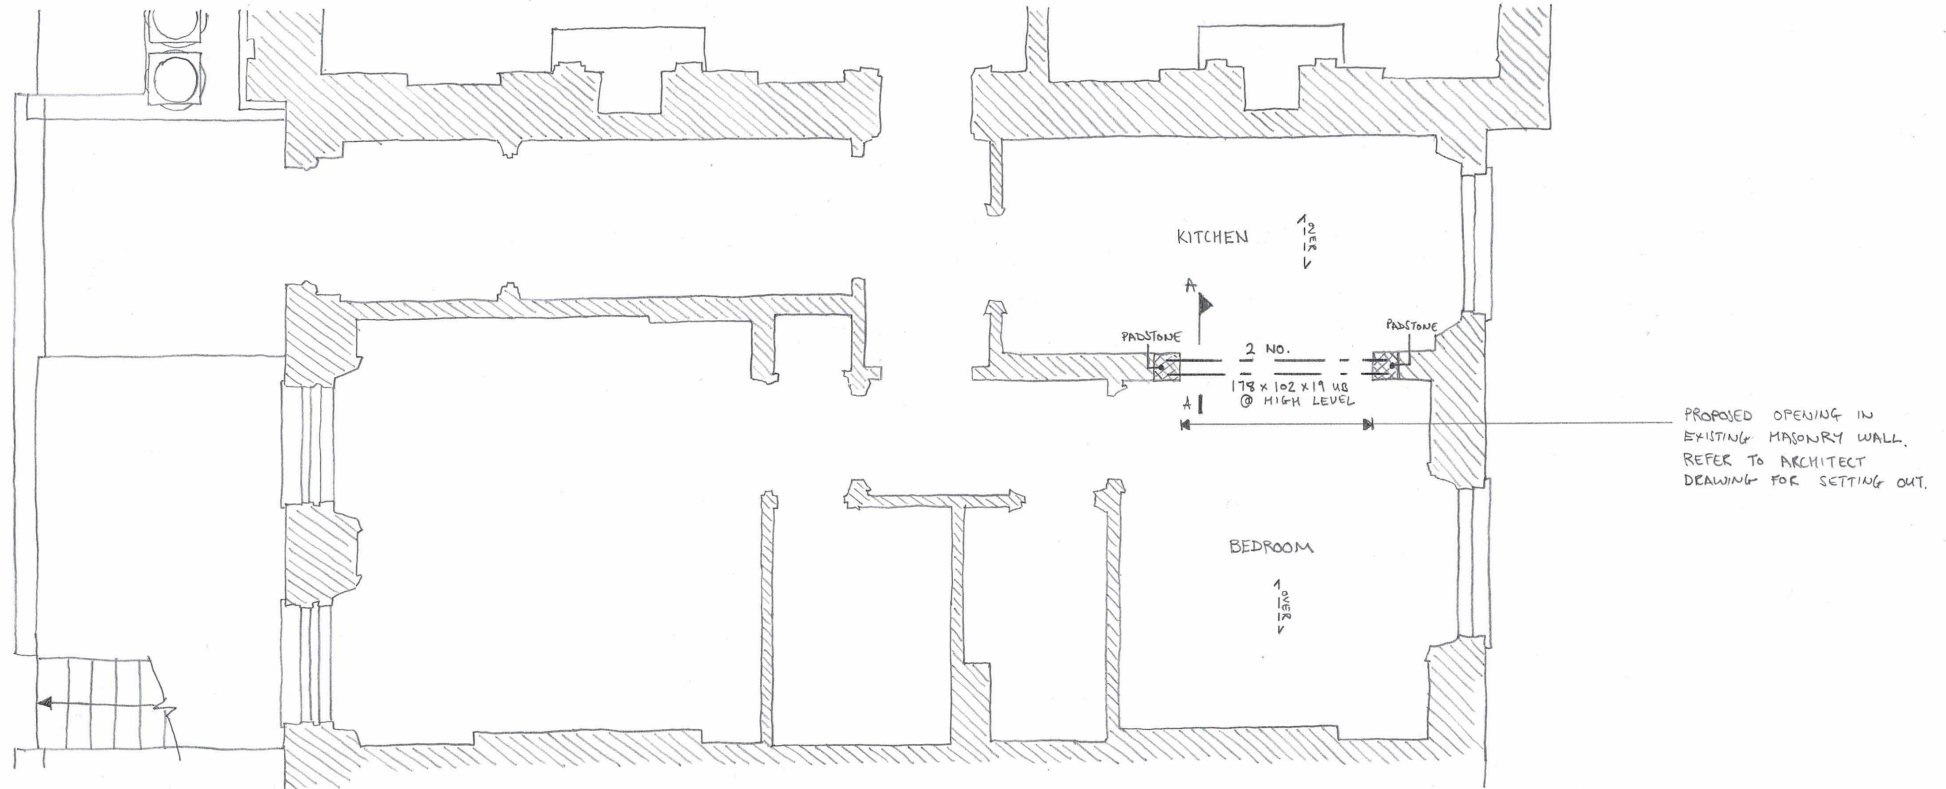 KITCHEN
OVER
A
PADSTONE
PADSTONE
2 NO.
178 x 102 x 19 UB
@ HIGH LEVEL
A
PROPOSED OPENING IN
EXISTING MASONRY WALL.
REFER TO ARCHITECT
DRAWING FOR SETTING OUT.
BEDROOM
OVER